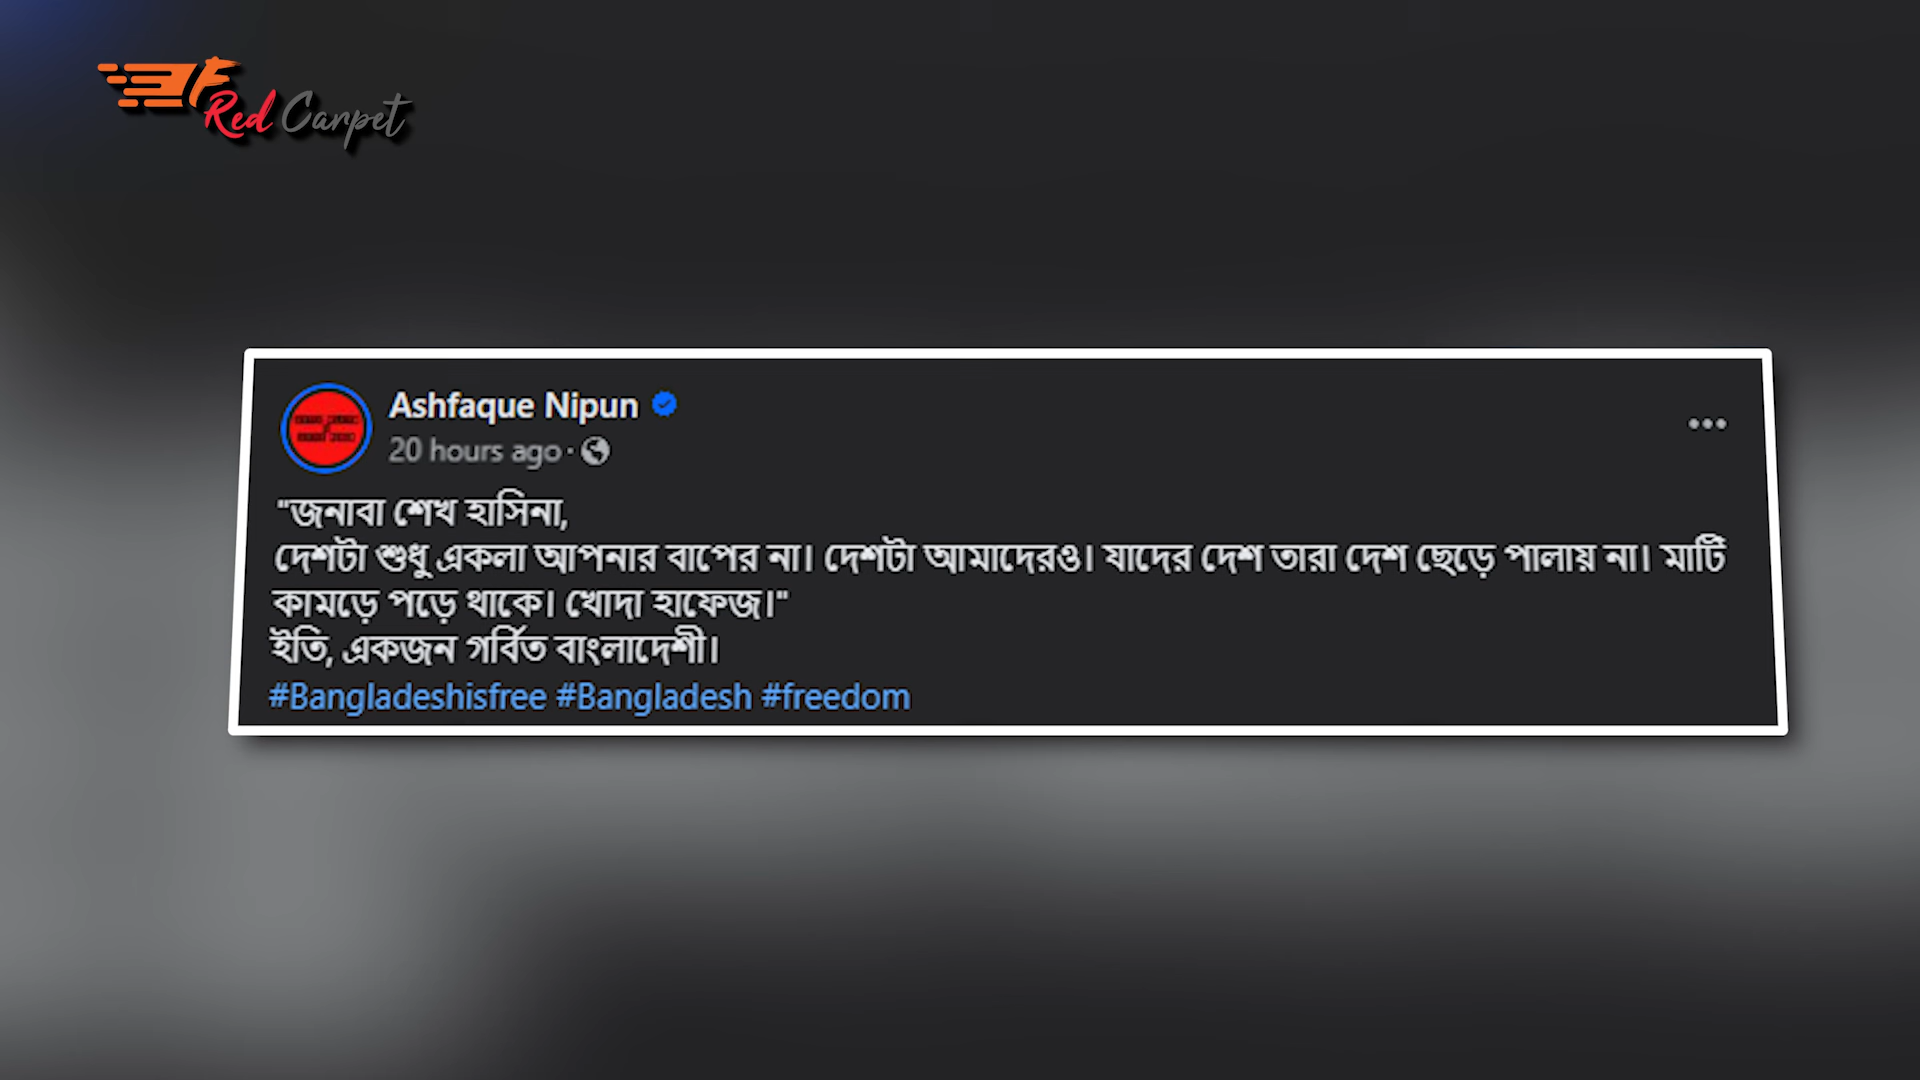 Red Carpet
Ashfaque Nipun
20 hours ago
"জনাবা শেখ হাসিনা,
দেশটা শুধু একলা আপনার বাপের না। দেশটা আমাদেরও। যাদের দেশ তারা দেশ ছেড়ে পালায় না। মাটি
কামড়ে পড়ে থাকে। খোদা হাফেজ।"
ইতি, একজন গর্বিত বাংলাদেশী।
#Bangladeshisfree #Bangladesh #freedom